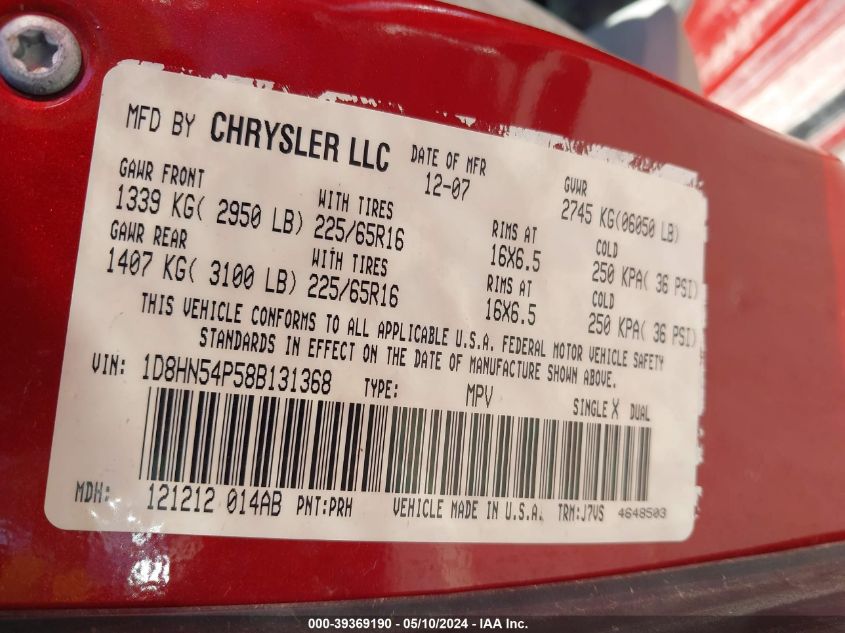 MFD BY CHRYSLER LLC DATE OF MFR GVWR
12-07 2745 KG(06050 LB)
GAWR FRONT WITH TIRES RIMS AT COLD
1339 KG( 2950 LB) 225/65R16 16X6.5 250 KPA( 36 PSI)
GAWR REAR WITH TIRES RIMS AT COLD
1407 KG( 3100 LB) 225/65R16 16X6.5 250 KPA( 36 PSI)
THIS VEHICLE CONFORMS TO ALL APPLICABLE U.S.A. FEDERAL MOTOR VEHICLE SAFETY
STANDARDS IN EFFECT ON THE DATE OF MANUFACTURE SHOWN ABOVE.
VIN: 1D8HN54P58B131368 TYPE: MPV SINGLE X DUAL
MDH: 121212 014AB PNT:PRH VEHICLE MADE IN U.S.A. TRM:J7VS 4648503
000-39369190 - 05/10/2024 - IAA Inc.